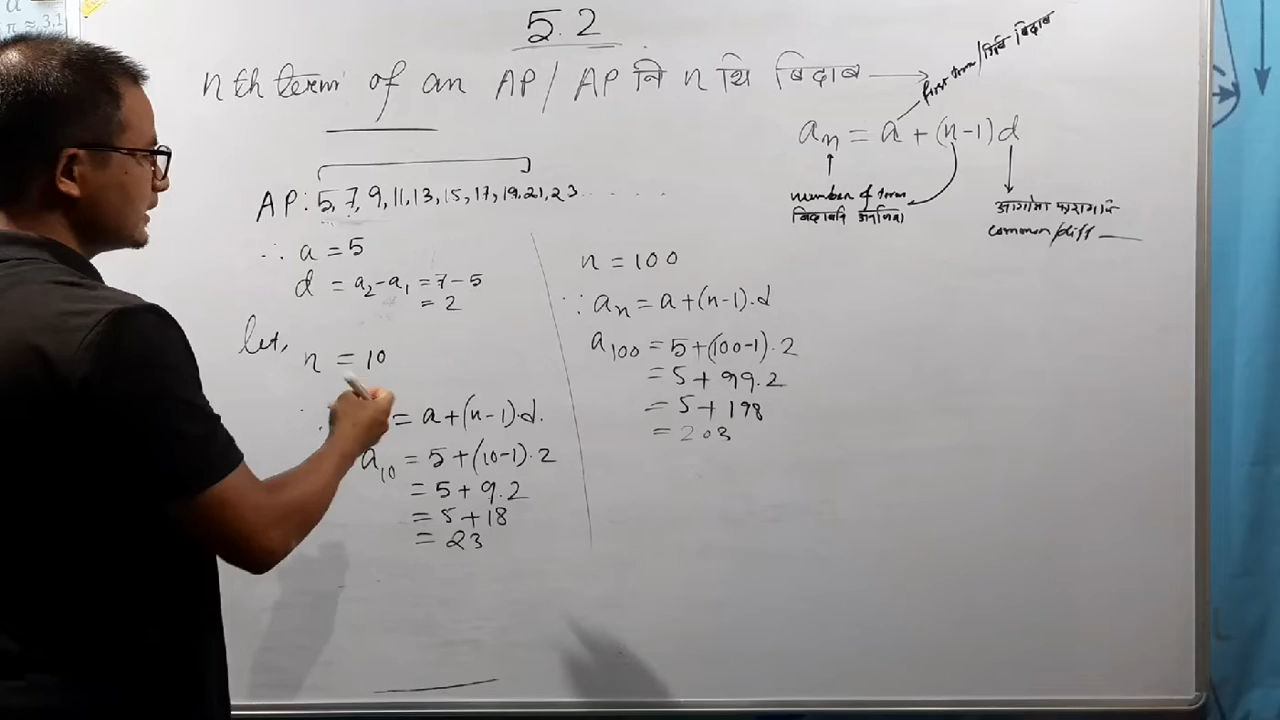 5.2
nth term of an AP/ AP नि n थि बिदाब
first term/
aₙ = a + (n-1)d
number of term
common/diff
AP: 5, 7, 9, 11, 13, 15, 17, 19, 21, 23......
∴ a = 5
d = a₂-a₁ = 7-5
= 2
let,
n = 10
= a+(n-1)·d.
a₁₀ = 5+(10-1)·2
= 5+9.2
= 5+18
= 23
n = 100
∴ aₙ = a+(n-1).d
a₁₀₀ = 5+(100-1).2
= 5+99.2
= 5+198
= 203
π ≈ 3.1